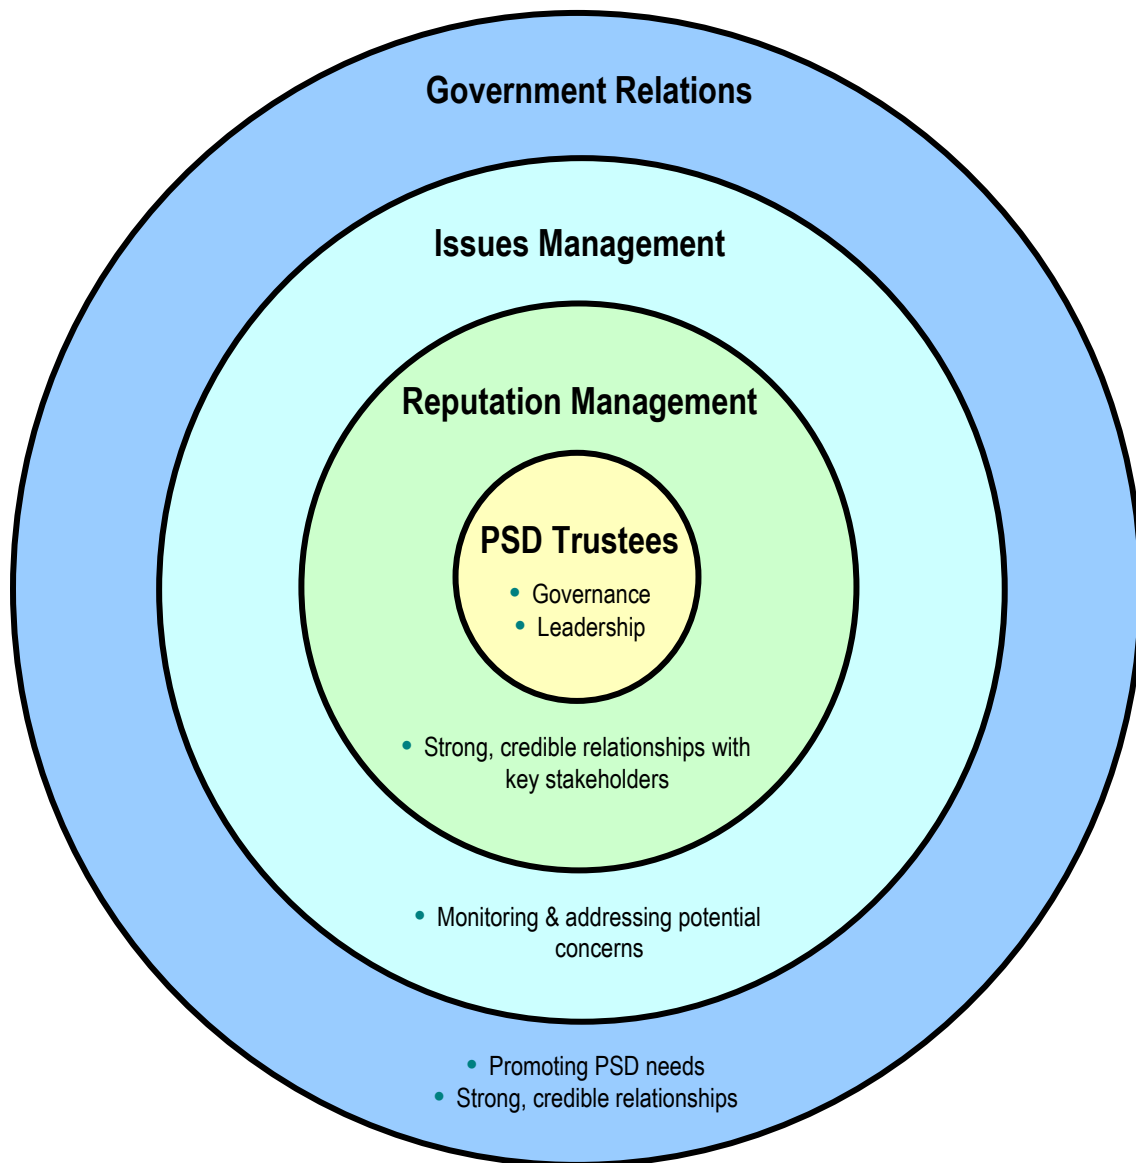 Government Relations
Issues Management
Reputation Management
PSD Trustees
• Governance
• Leadership
• Strong, credible relationships with
key stakeholders
• Monitoring & addressing potential
concerns
• Promoting PSD needs
• Strong, credible relationships